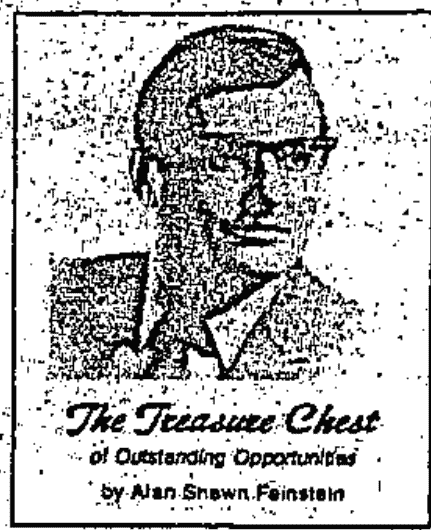 The Treasure Chest
of Outstanding Opportunities
by Alan Shawn Feinstein